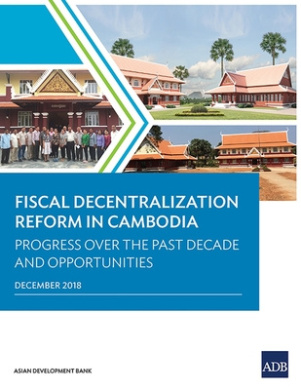 FISCAL DECENTRALIZATION
REFORM IN CAMBODIA
PROGRESS OVER THE PAST DECADE
AND OPPORTUNITIES
DECEMBER 2018
ASIAN DEVELOPMENT BANK
ADB